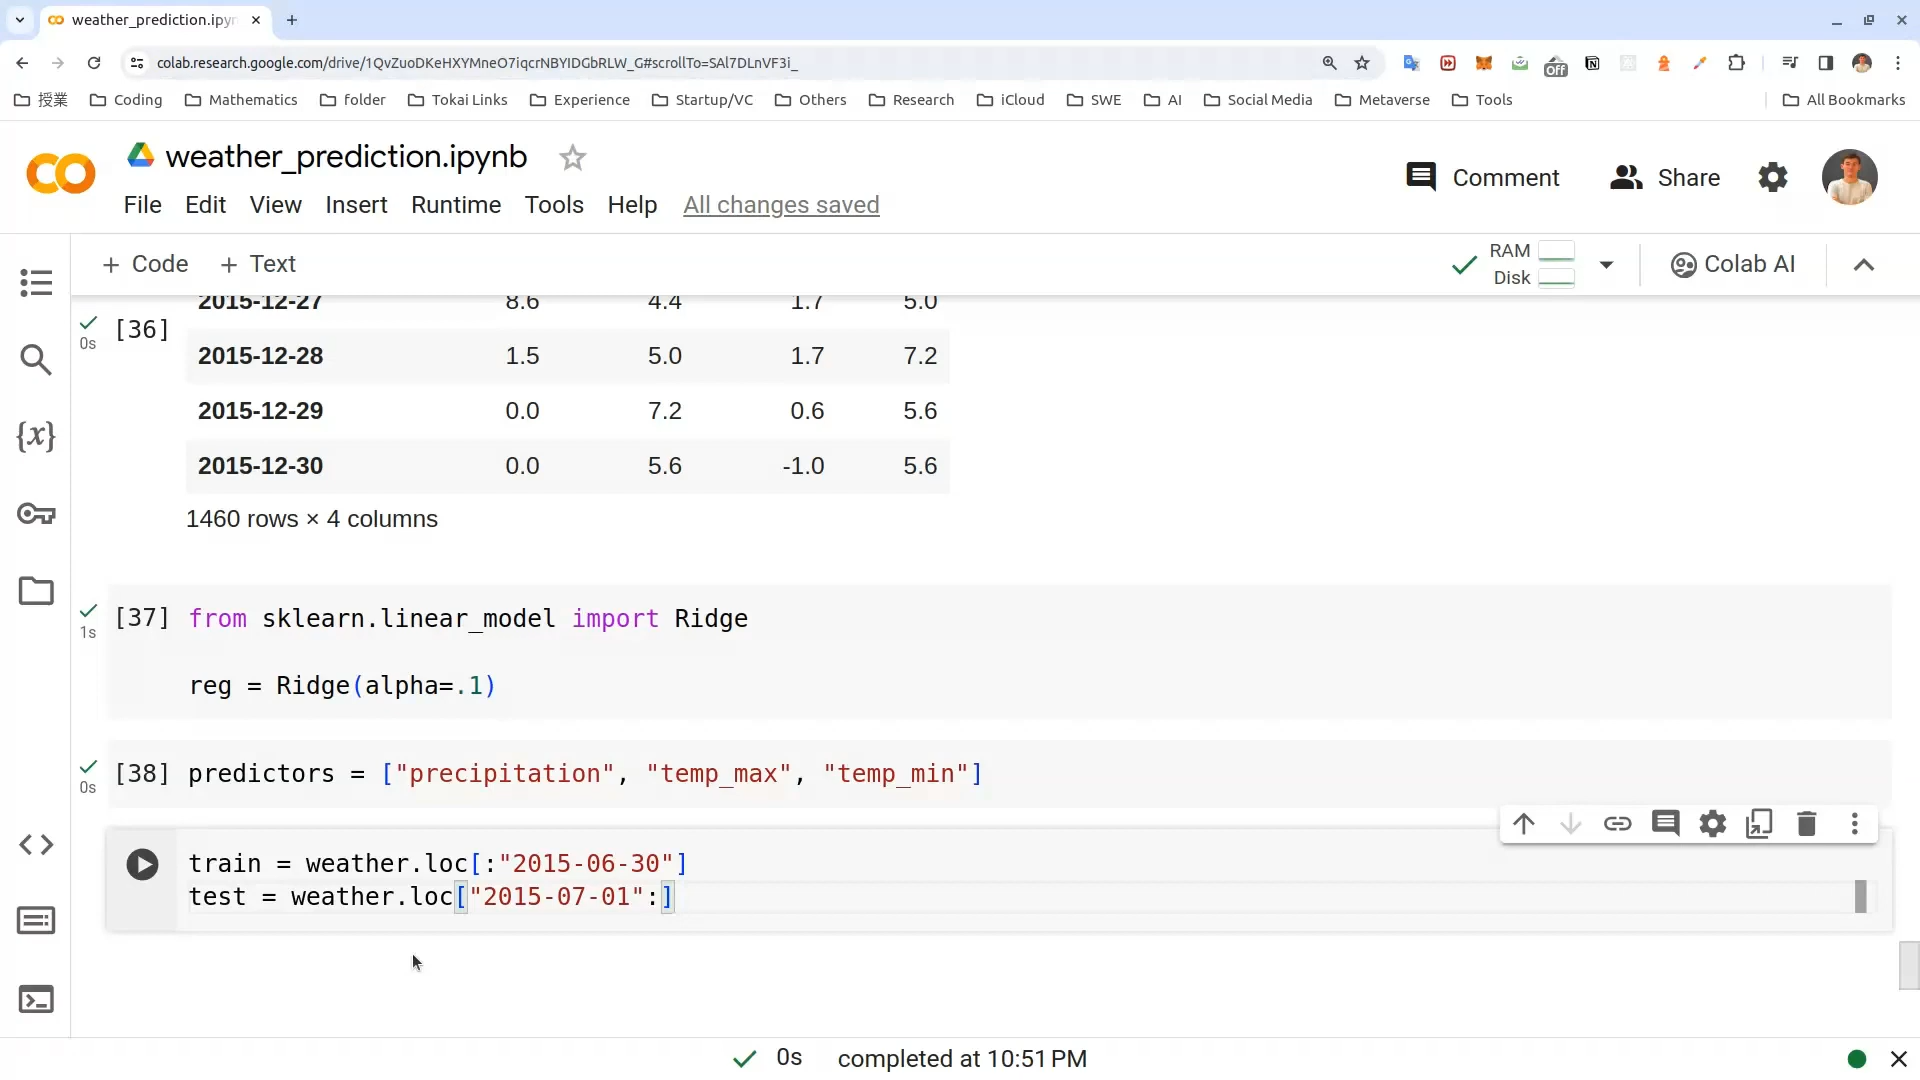 weather_prediction.ipyn
colab.research.google.com/drive/1QvZuoDKeHXYMneO7iqcrNBYIDGbRLW_G#scrollTo=SAl7DLnVF3i_
Off
授業 Coding Mathematics folder Tokai Links Experience Startup/VC Others Research iCloud SWE AI Social Media Metaverse Tools All Bookmarks
weather_prediction.ipynb
Comment Share
File Edit View Insert Runtime Tools Help All changes saved
+ Code + Text
RAM
Disk
Colab AI
2015-12-27 8.6 4.4 1.7 5.0
[36]
0s
2015-12-28 1.5 5.0 1.7 7.2
2015-12-29 0.0 7.2 0.6 5.6
2015-12-30 0.0 5.6 -1.0 5.6
1460 rows × 4 columns
[37] from sklearn.linear_model import Ridge
1s
reg = Ridge(alpha=.1)
[38] predictors = ["precipitation", "temp_max", "temp_min"]
0s
train = weather.loc[:"2015-06-30"]
test = weather.loc["2015-07-01":]
0s completed at 10:51 PM